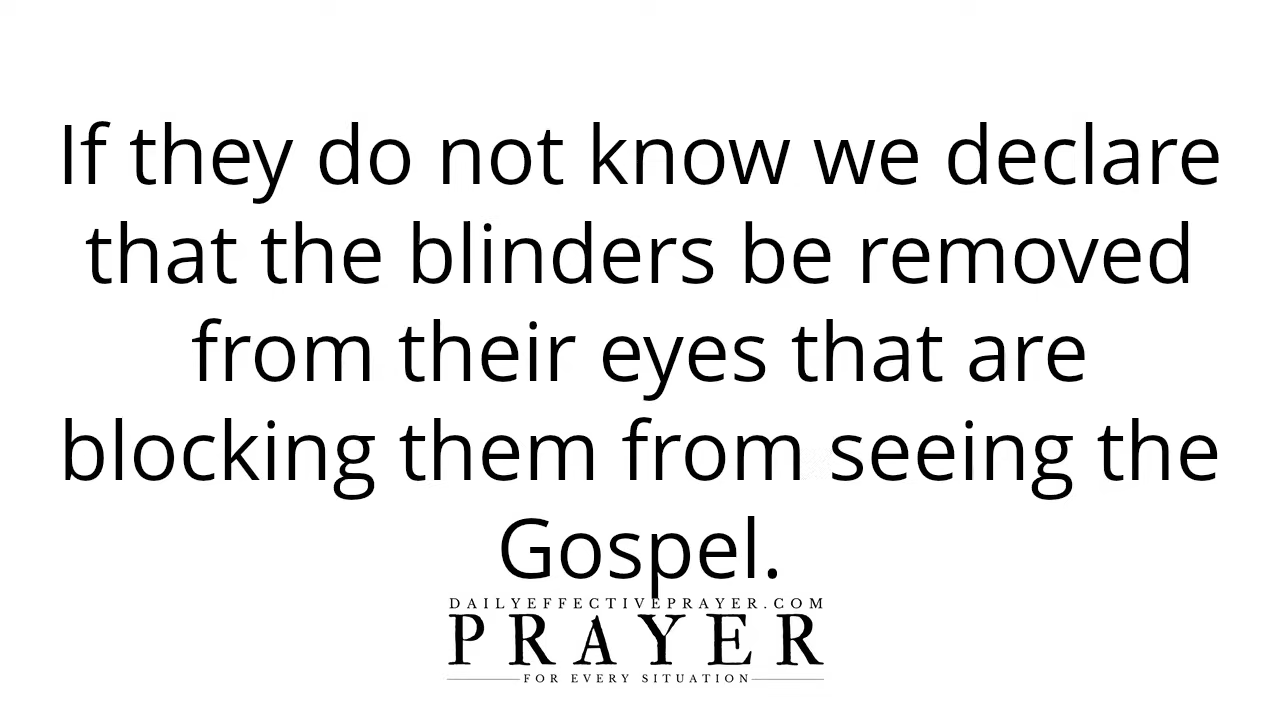 If they do not know we declare
that the blinders be removed
from their eyes that are
blocking them from seeing the
Gospel.
DAILYEFFECTIVEPRAYER.COM
PRAYER
FOR EVERY SITUATION